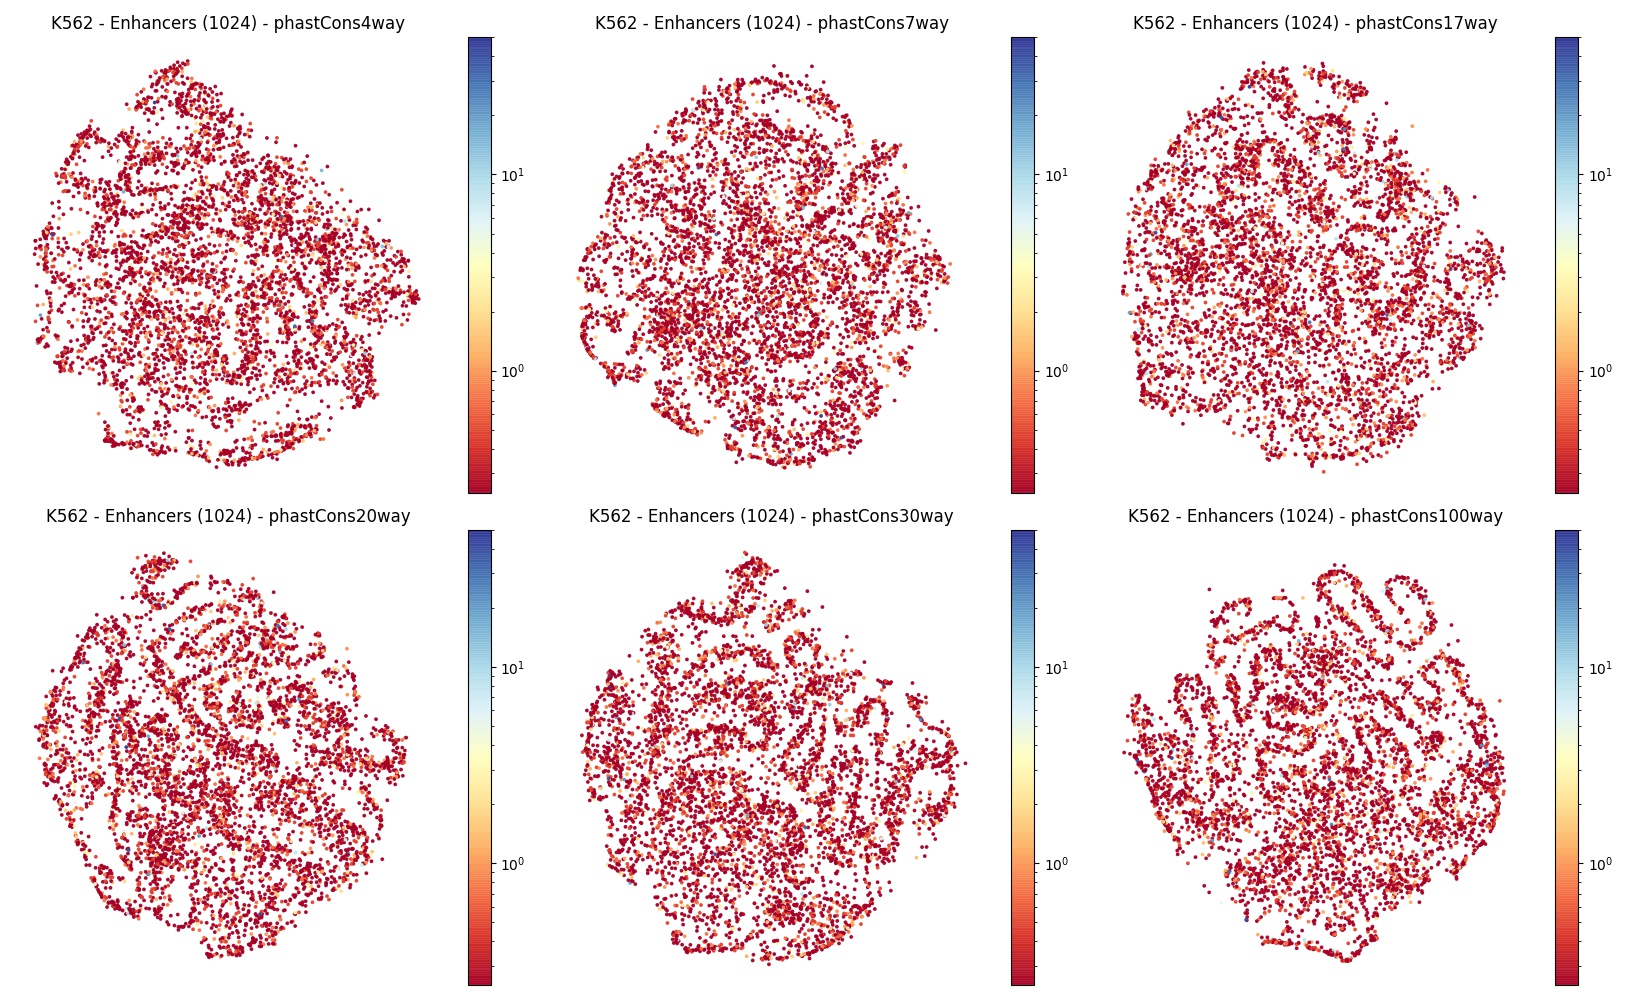 K562 - Enhancers (1024) - phastCons4way
K562 - Enhancers (1024) - phastCons7way
K562 - Enhancers (1024) - phastCons17way
10¹
10⁰
10¹
10⁰
10¹
10⁰
K562 - Enhancers (1024) - phastCons20way
K562 - Enhancers (1024) - phastCons30way
K562 - Enhancers (1024) - phastCons100way
10¹
10⁰
10¹
10⁰
10¹
10⁰